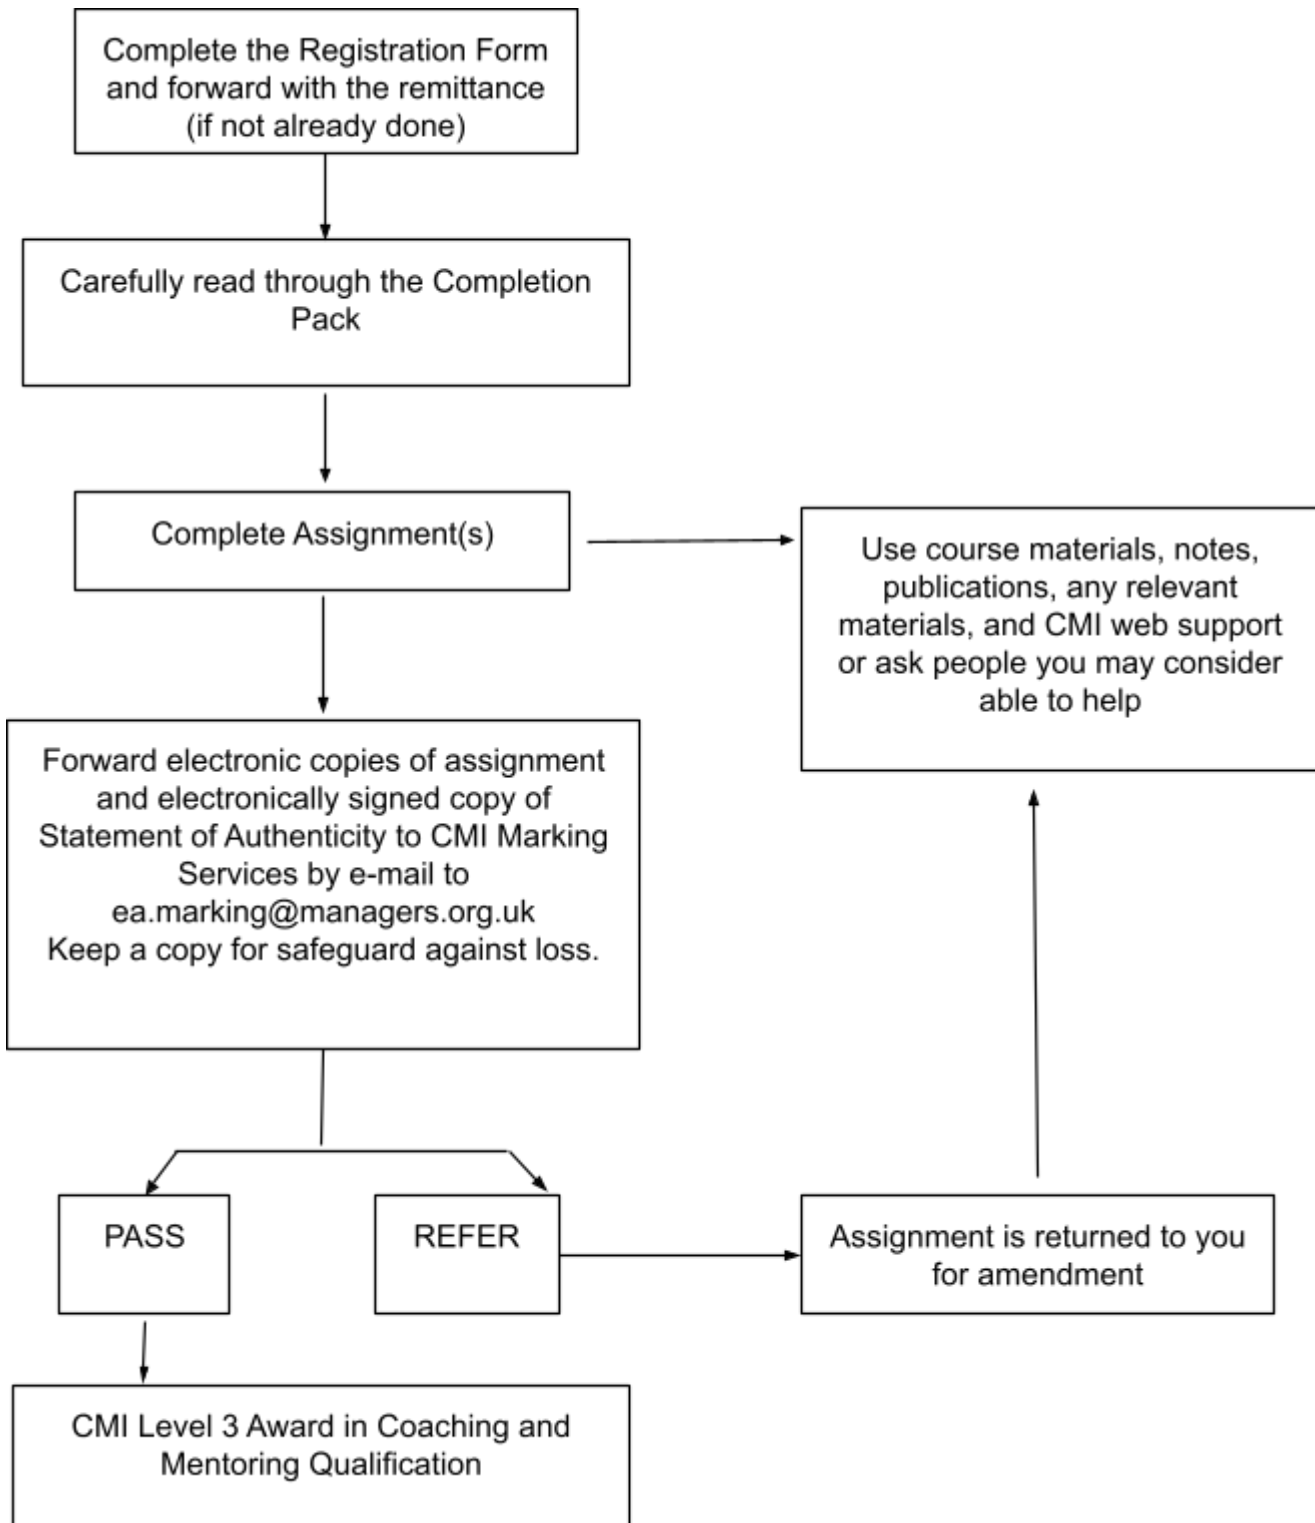 Complete the Registration Form
and forward with the remittance
(if not already done)
Carefully read through the Completion
Pack
Complete Assignment(s)
Use course materials, notes,
publications, any relevant
materials, and CMI web support
or ask people you may consider
able to help
Forward electronic copies of assignment
and electronically signed copy of
Statement of Authenticity to CMI Marking
Services by e-mail to
ea.marking@managers.org.uk
Keep a copy for safeguard against loss.
PASS
REFER
Assignment is returned to you
for amendment
CMI Level 3 Award in Coaching and
Mentoring Qualification